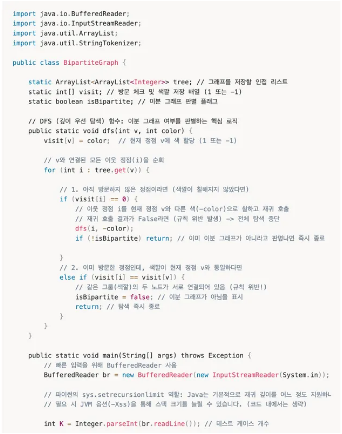 import java.io.BufferedReader;
import java.io.InputStreamReader;
import java.util.ArrayList;
import java.util.StringTokenizer;
public class BipartiteGraph {
static ArrayList<ArrayList<Integer>> tree; // 그래프를 저장할 인접 리스트
static int[] visit; // 방문 체크 및 색깔 저장 배열 (1 또는 -1)
static boolean isBipartite; // 이분 그래프 판별 플래그
// DFS (깊이 우선 탐색) 함수: 이분 그래프 여부를 판별하는 핵심 로직
public static void dfs(int v, int color) {
visit[v] = color; // 현재 정점 v에 색 할당 (1 또는 -1)
// v와 연결된 모든 이웃 정점(i)을 순회
for (int i : tree.get(v)) {
// 1. 아직 방문하지 않은 정점이라면 (색깔이 칠해지지 않았다면)
if (visit[i] == 0) {
// 이웃 정점 i를 현재 정점 v와 다른 색(-color)으로 칠하고 재귀 호출
// 재귀 호출 결과가 False라면 (규칙 위반 발생) -> 전체 탐색 중단
dfs(i, -color);
if (!isBipartite) return; // 이미 이분 그래프가 아니라고 판명나면 즉시 종료
}
// 2. 이미 방문한 정점인데, 색깔이 현재 정점 v와 동일하다면
else if (visit[i] == visit[v]) {
// 같은 그룹(색깔)의 두 노드가 서로 연결되어 있음 (규칙 위반!)
isBipartite = false; // 이분 그래프가 아님을 표시
return; // 탐색 즉시 종료
}
}
}
public static void main(String[] args) throws Exception {
// 빠른 입력을 위해 BufferedReader 사용
BufferedReader br = new BufferedReader(new InputStreamReader(System.in));
// 파이썬의 sys.setrecursionlimit 역할: Java는 기본적으로 재귀 깊이를 어느 정도 지원하나
// 필요 시 JVM 옵션(-Xss)을 통해 스택 크기를 늘릴 수 있습니다. (코드 내에서는 생략)
int K = Integer.parseInt(br.readLine()); // 테스트 케이스 개수